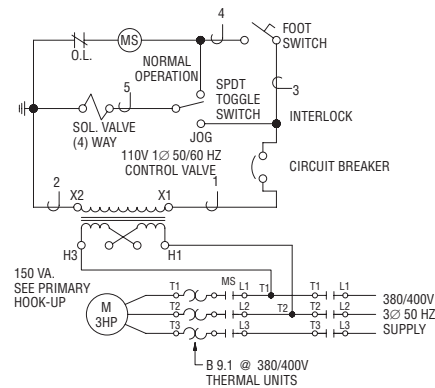 4
FOOT
SWITCH
MS
O.L.
NORMAL
OPERATION
3
5
SPDT
TOGGLE
SWITCH
INTERLOCK
SOL. VALVE
(4) WAY
JOG
110V 1∅ 50/60 HZ
CONTROL VALVE
CIRCUIT BREAKER
2
X2
X1
1
H3
H1
150 VA.
SEE PRIMARY
HOOK-UP
T1
MS
L1
T1
T1
L1
380/400V
M
3HP
T2
L2
T2
T2
L2
3∅ 50 HZ
T3
L3
T3
L3
SUPPLY
B 9.1 @ 380/400V
THERMAL UNITS